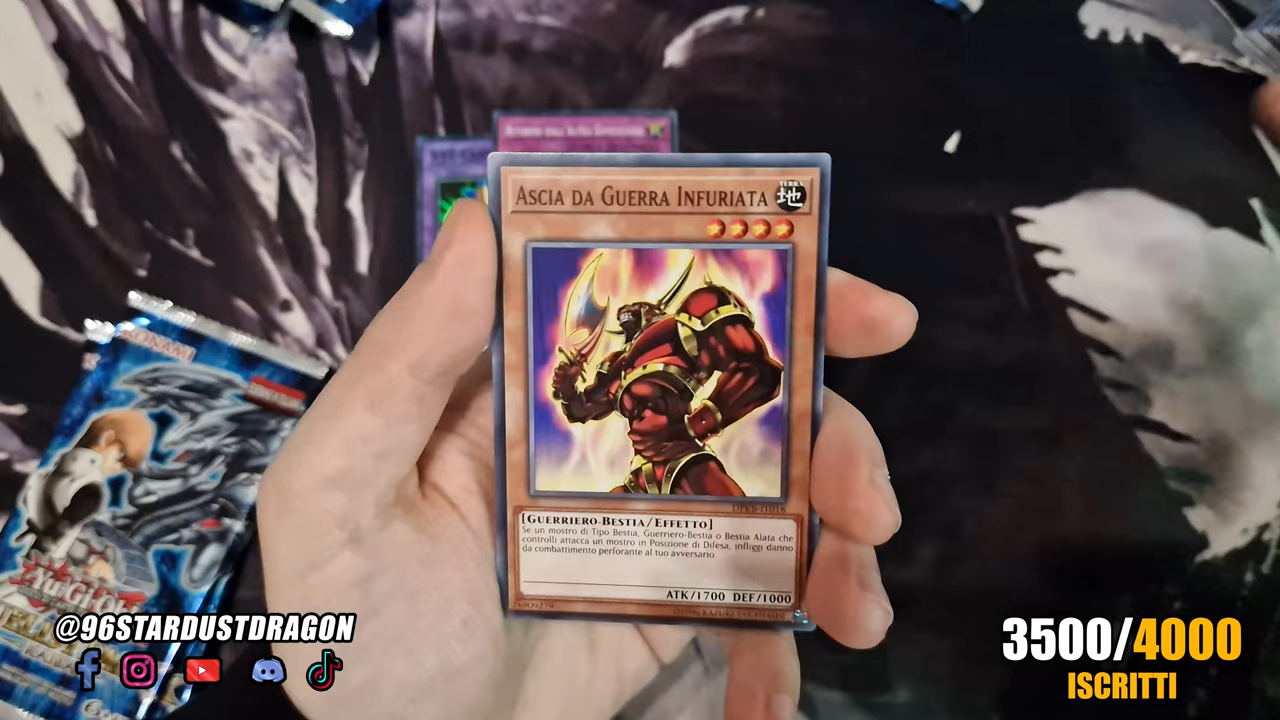 ASCIA DA GUERRA INFURIATA
TERRA
地
[GUERRIERO-BESTIA/EFFETTO]
Se un mostro di Tipo Bestia, Guerriero-Bestia o Bestia Alata che
controlli attacca un mostro in Posizione di Difesa, infliggi danno
da combattimento perforante al tuo avversario.
ATK/1700 DEF/1000
KONAMI
@96STARDUSTDRAGON
3500/4000
ISCRITTI